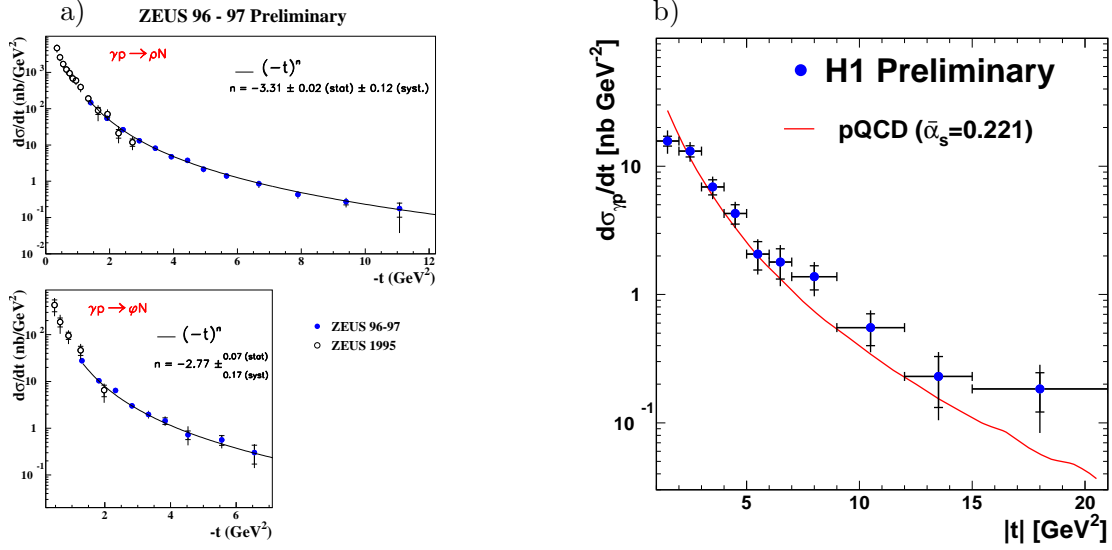 a)
ZEUS 96 - 97 Preliminary
γp→ρN
(−t)ⁿ
n = −3.31 ± 0.02 (stat) ± 0.12 (syst.)
dσ/dt (nb/GeV²)
10³
10²
10
1
10⁻¹
10⁻²
0 2 4 6 8 10 12
-t (GeV²)
γp→φN
(−t)ⁿ
n = −2.77 ± 0.07 (stat) 0.17 (syst)
dσ/dt (nb/GeV²)
10²
10
1
10⁻¹
2 4 6
-t (GeV²)
ZEUS 96-97
ZEUS 1995
b)
H1 Preliminary
pQCD (ᾱₛ=0.221)
dσγp/dt [nb GeV⁻²]
10
1
10⁻¹
5 10 15 20
|t| [GeV²]